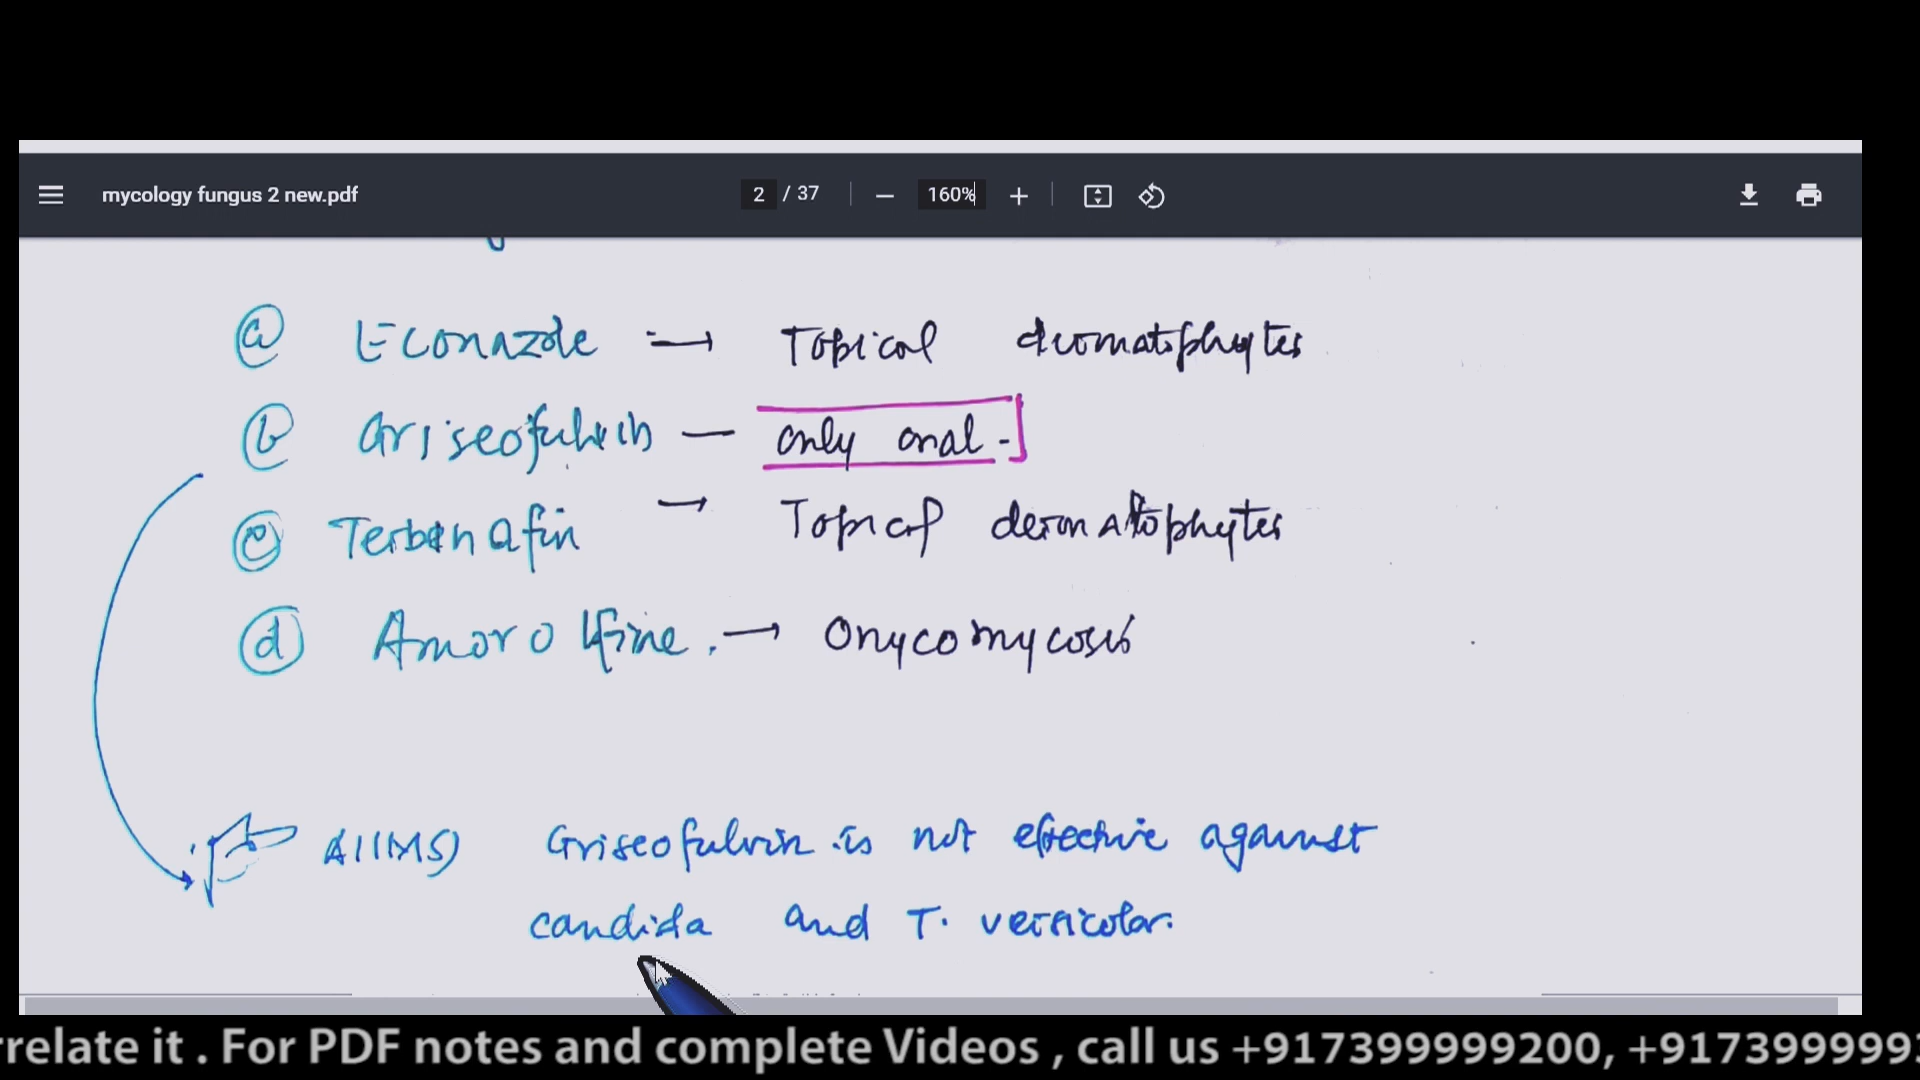 mycology fungus 2 new.pdf 2 / 37 160%
a Econazole → Topical dermatophytes
b Griseofulvin — only oral -
c Terbinafin → Topical dermatophytes
d Amorolfine. → Onycomycosis
AIIMS) Griseofulvin is not effective against
candida and T. versicolor.
rrelate it . For PDF notes and complete Videos , call us +917399999200, +917399999